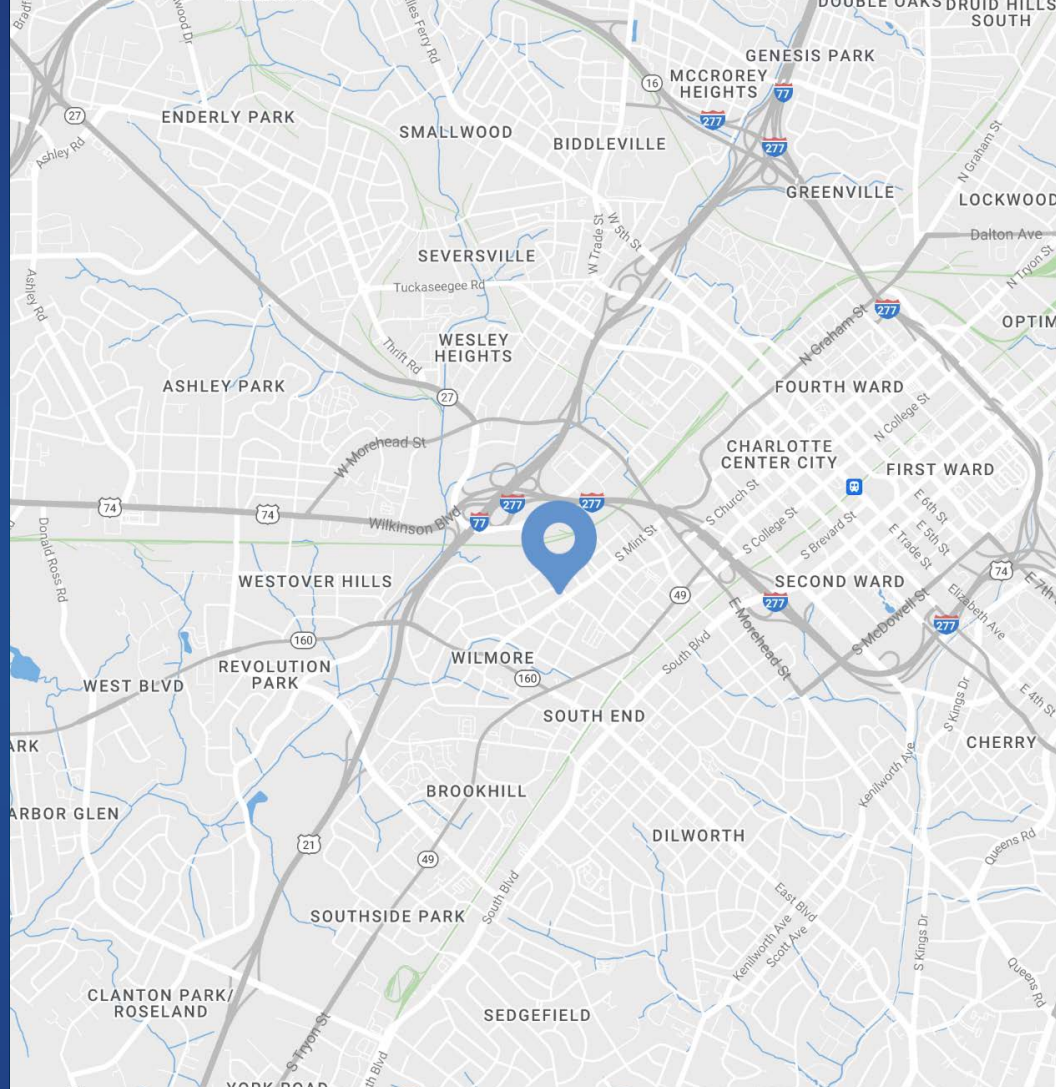 DOUBLE OAKS
DRUID HILLS
SOUTH
GENESIS PARK
MCCROREY
HEIGHTS
77
16
277
277
27
ENDERLY PARK
SMALLWOOD
BIDDLEVILLE
N Graham St
Ashley Rd
GREENVILLE
LOCKWOOD
W 5th St
W Trade St
Dalton Ave
N Tryon St
SEVERSVILLE
Tuckaseegee Rd
Ashley Rd
277
OPTIM
N Graham St
Thrift Rd
WESLEY
HEIGHTS
ASHLEY PARK
27
FOURTH WARD
N College St
W Morehead St
CHARLOTTE
CENTER CITY
FIRST WARD
E 6th St
E 5th St
E Trade St
S Church St
S College St
S Brevard St
74
74
Wilkinson Blvd
77
277
277
S Mint St
Donald Ross Rd
WESTOVER HILLS
SECOND WARD
74
E 7th
Elizabeth Ave
49
277
277
S McDowell St
E Morehead St
160
WILMORE
South Blvd
REVOLUTION
PARK
160
WEST BLVD
E 4th St
S Kings Dr
SOUTH END
CHERRY
ARK
Kenilworth Ave
BROOKHILL
ARBOR GLEN
DILWORTH
21
49
Queens Rd
South Blvd
East Blvd
SOUTHSIDE PARK
Kenilworth Ave
Scott Ave
S Kings Dr
Queens Rd
CLANTON PARK/
ROSELAND
SEDGEFIELD
S Tryon St
th Blvd
YORK ROAD